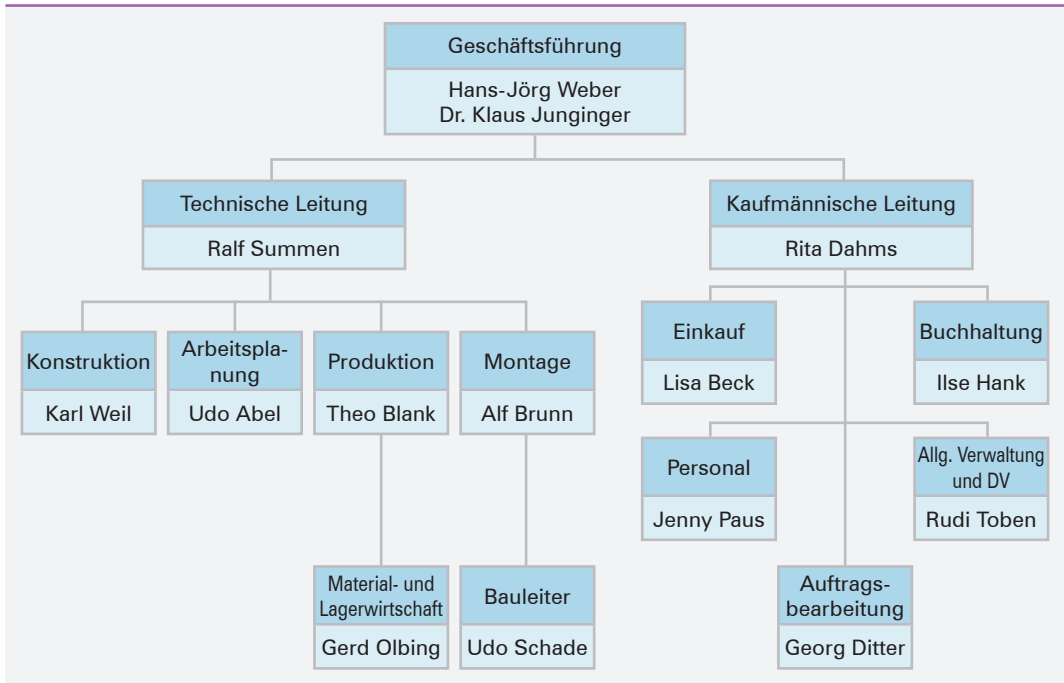 Geschäftsführung
Hans-Jörg Weber
Dr. Klaus Junginger
Technische Leitung
Ralf Summen
Kaufmännische Leitung
Rita Dahms
Konstruktion
Karl Weil
Arbeitspla-
nung
Udo Abel
Produktion
Theo Blank
Montage
Alf Brunn
Einkauf
Lisa Beck
Buchhaltung
Ilse Hank
Personal
Jenny Paus
Allg. Verwaltung
und DV
Rudi Toben
Material- und
Lagerwirtschaft
Gerd Olbing
Bauleiter
Udo Schade
Auftrags-
bearbeitung
Georg Ditter